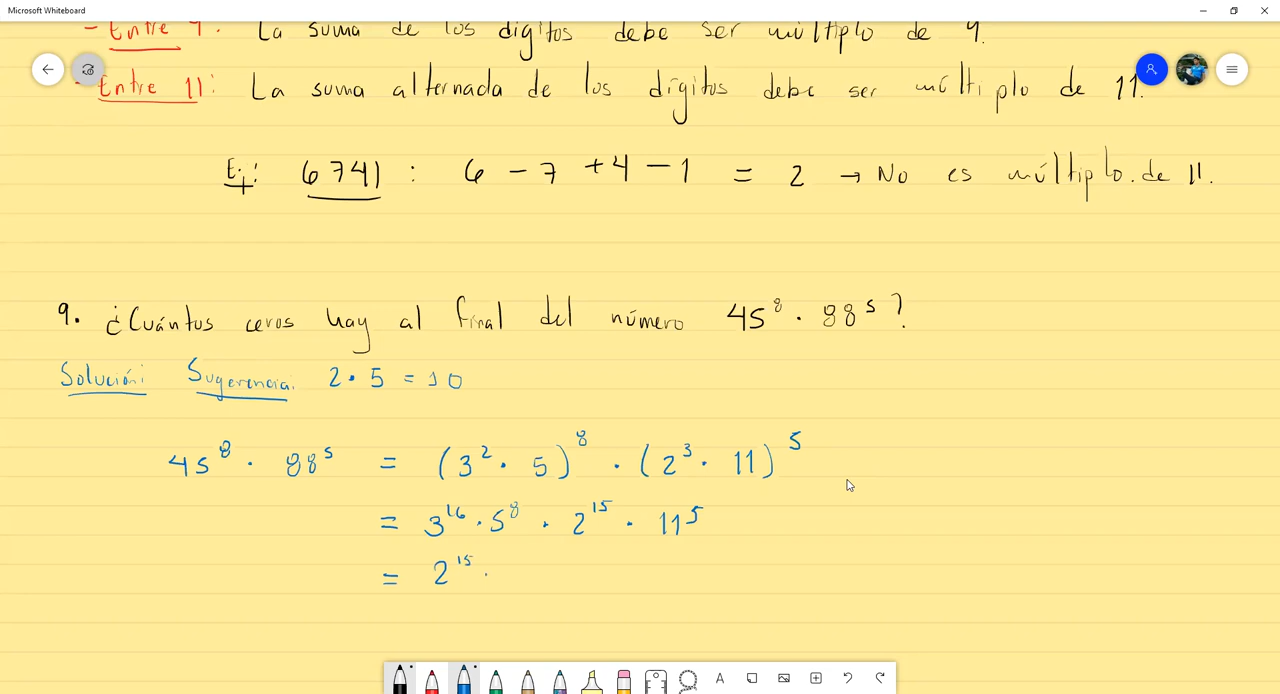 Microsoft Whiteboard
- Entre 9: La suma de los dígitos debe ser múltiplo de 9.
- Entre 11: La suma alternada de los dígitos debe ser múltiplo de 11.
Ej: 6741 : 6 - 7 + 4 - 1 = 2 → No es múltiplo de 11.
9. ¿Cuántos ceros hay al final del número 45⁸ · 88⁵?
Solución: Sugerencia: 2 · 5 = 10
45⁸ · 88⁵ = (3² · 5)⁸ · (2³ · 11)⁵
= 3¹⁶ · 5⁸ · 2¹⁵ · 11⁵
= 2¹⁵ ·